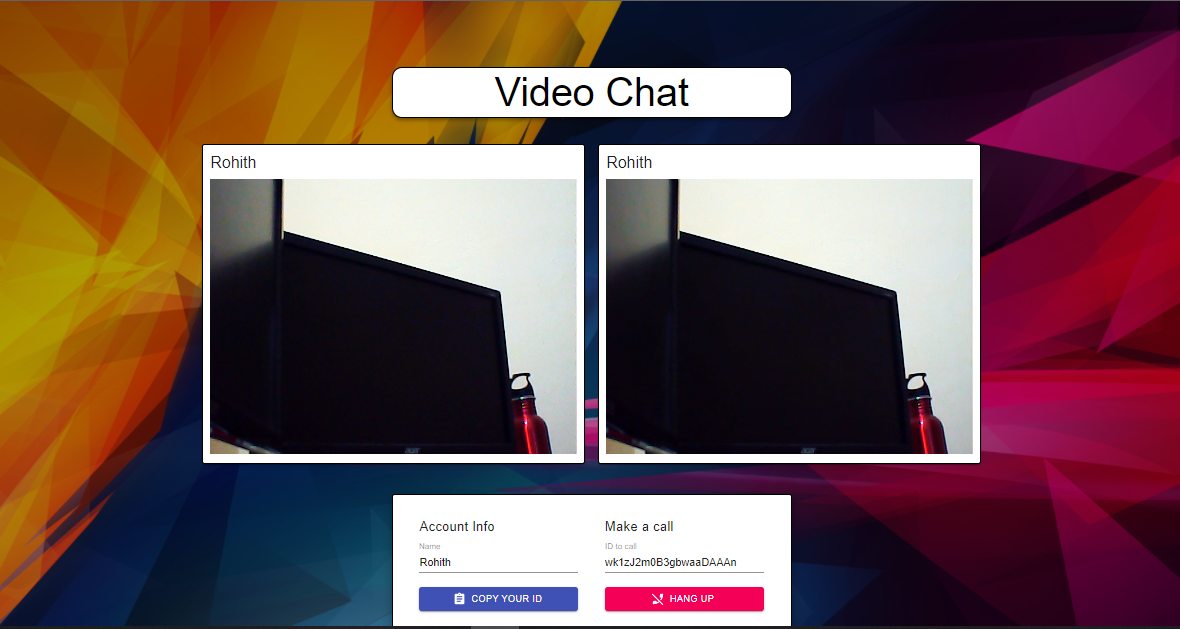 Video Chat
Rohith
Rohith
Account Info
Make a call
Name
ID to call
Rohith
wk1zJ2m0B3gbwaaDAAAn
COPY YOUR ID
HANG UP